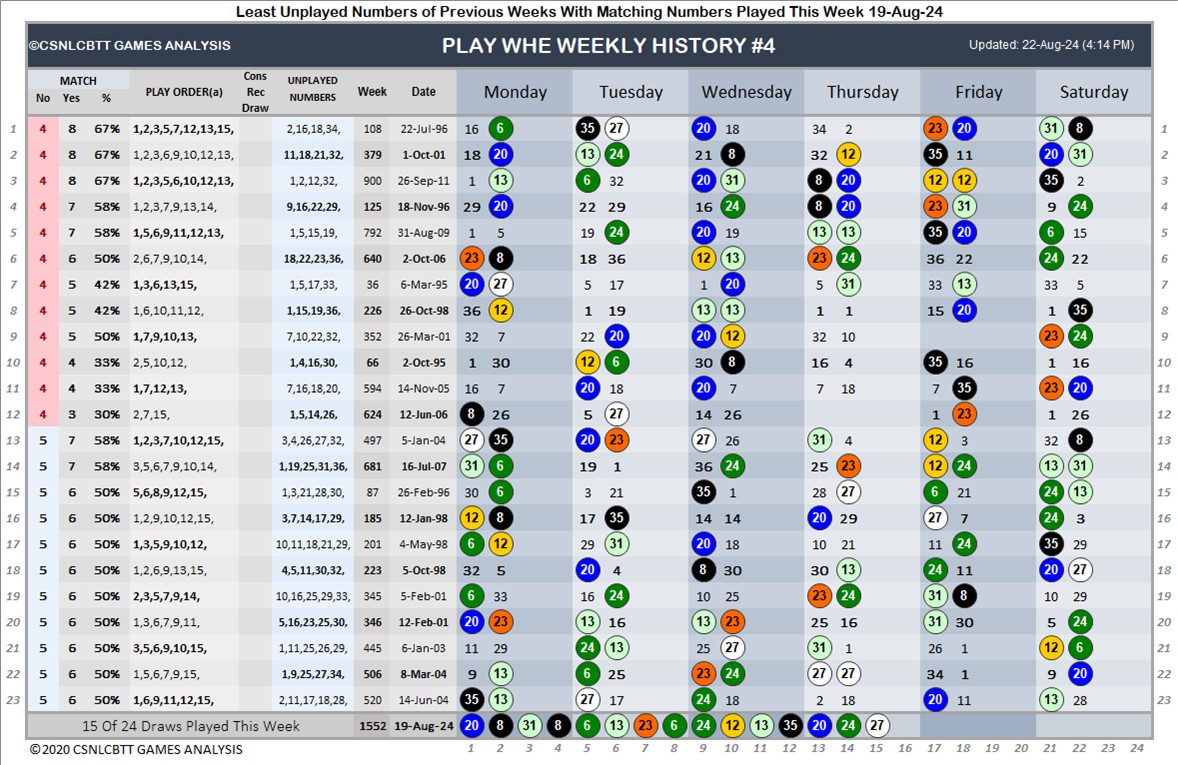 Least Unplayed Numbers of Previous Weeks With Matching Numbers Played This Week 19-Aug-24
©CSNLCBTT GAMES ANALYSIS PLAY WHE WEEKLY HISTORY #4 Updated: 22-Aug-24 (4:14 PM)
MATCH No Yes % PLAY ORDER(a) Cons Rec Draw UNPLAYED NUMBERS Week Date Monday Tuesday Wednesday Thursday Friday Saturday
1 4 8 67% 1,2,3,5,7,12,13,15, 2,16,18,34, 108 22-Jul-96 16 6 35 27 20 18 34 2 23 20 31 8 1
2 4 8 67% 1,2,3,6,9,10,12,13, 11,18,21,32, 379 1-Oct-01 18 20 13 24 21 8 32 12 35 11 20 31 2
3 4 8 67% 1,2,3,5,6,10,12,13, 1,2,12,32, 900 26-Sep-11 1 13 6 32 20 31 8 20 12 12 35 2 3
4 4 7 58% 1,2,3,7,9,13,14, 9,16,22,29, 125 18-Nov-96 29 20 22 29 16 24 8 20 23 31 9 24 4
5 4 7 58% 1,5,6,9,11,12,13, 1,5,15,19, 792 31-Aug-09 1 5 19 24 20 19 13 13 35 20 6 15 5
6 4 6 50% 2,6,7,9,10,14, 18,22,23,36, 640 2-Oct-06 23 8 18 36 12 13 23 24 36 22 24 22 6
7 4 5 42% 1,3,6,13,15, 1,5,17,33, 36 6-Mar-95 20 27 5 17 1 20 5 31 33 13 33 5 7
8 4 5 42% 1,6,10,11,12, 1,15,19,36, 226 26-Oct-98 36 12 1 19 13 13 1 1 15 20 1 35 8
9 4 5 50% 1,7,9,10,13, 7,10,22,32, 352 26-Mar-01 32 7 22 20 20 12 32 10 23 24 9
10 4 4 33% 2,5,10,12, 1,4,16,30, 66 2-Oct-95 1 30 12 6 30 8 16 4 35 16 1 16 10
11 4 4 33% 1,7,12,13, 7,16,18,20, 594 14-Nov-05 16 7 20 18 20 7 7 18 7 35 23 20 11
12 4 3 30% 2,7,15, 1,5,14,26, 624 12-Jun-06 8 26 5 27 14 26 1 23 1 26 12
13 5 7 58% 1,2,3,7,10,12,15, 3,4,26,27,32, 497 5-Jan-04 27 35 20 23 27 26 31 4 12 3 32 8 13
14 5 7 58% 3,5,6,7,9,10,14, 1,19,25,31,36, 681 16-Jul-07 31 6 19 1 36 24 25 23 12 24 13 31 14
15 5 6 50% 5,6,8,9,12,15, 1,3,21,28,30, 87 26-Feb-96 30 6 3 21 35 1 28 27 6 21 24 13 15
16 5 6 50% 1,2,9,10,12,15, 3,7,14,17,29, 185 12-Jan-98 12 8 17 35 14 14 20 29 27 7 24 3 16
17 5 6 50% 1,3,5,9,10,12, 10,11,18,21,29, 201 4-May-98 6 12 29 31 20 18 10 21 11 24 35 29 17
18 5 6 50% 1,2,6,9,13,15, 4,5,11,30,32, 223 5-Oct-98 32 5 20 4 8 30 30 13 24 11 20 27 18
19 5 6 50% 2,3,5,7,9,14, 10,16,25,29,33, 345 5-Feb-01 6 33 16 24 10 25 23 24 31 8 10 29 19
20 5 6 50% 1,3,6,7,9,11, 5,16,23,25,30, 346 12-Feb-01 20 23 13 16 13 23 25 16 31 30 5 24 20
21 5 6 50% 3,5,6,9,10,15, 1,11,25,26,29, 445 6-Jan-03 11 29 24 13 25 27 31 1 26 1 12 6 21
22 5 6 50% 1,5,6,7,9,15, 1,9,25,27,34, 506 8-Mar-04 9 13 6 25 23 24 27 27 34 1 9 20 22
23 5 6 50% 1,6,9,11,12,15, 2,11,17,18,28, 520 14-Jun-04 35 13 27 17 24 18 2 18 20 11 13 28 23
15 Of 24 Draws Played This Week 1552 19-Aug-24 20 8 31 8 6 13 23 6 24 12 13 35 20 24 27
© 2020 CSNLCBTT GAMES ANALYSIS 1 2 3 4 5 6 7 8 9 10 11 12 13 14 15 16 17 18 19 20 21 22 23 24